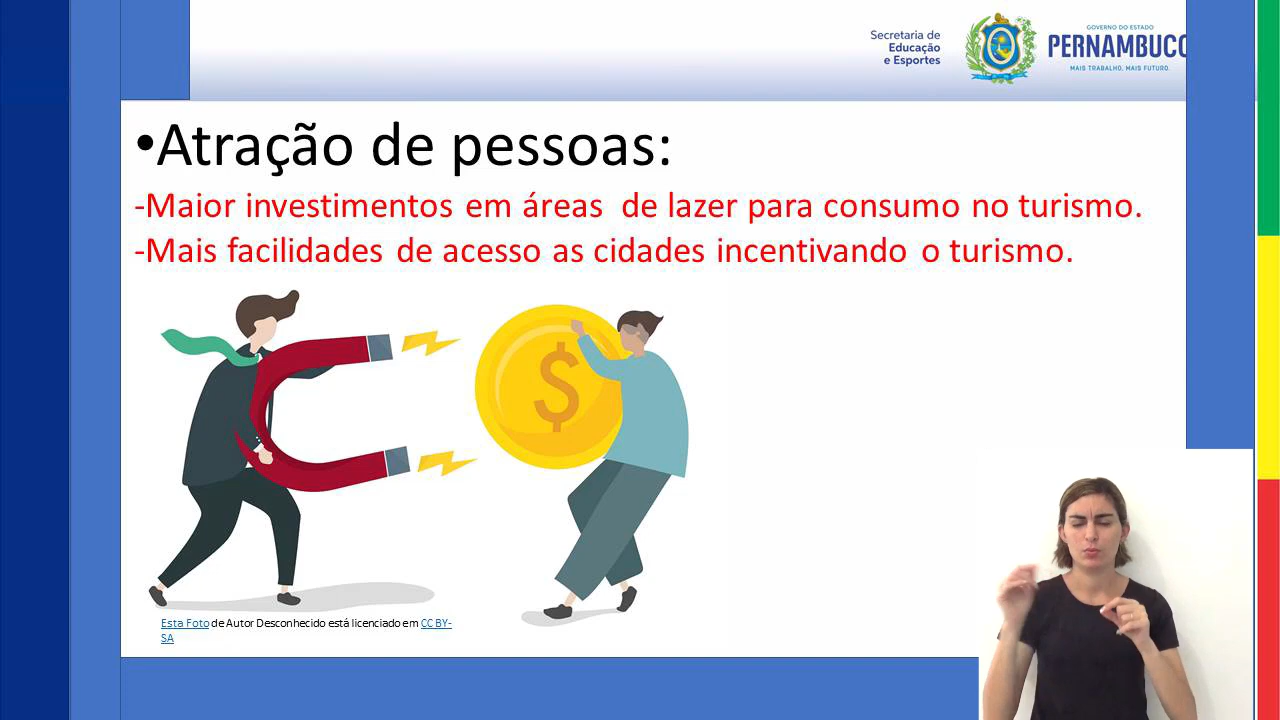 Secretaria de
Educação
e Esportes
GOVERNO DO ESTADO
PERNAMBUCO
MAIS TRABALHO, MAIS FUTURO.
•Atração de pessoas:
-Maior investimentos em áreas de lazer para consumo no turismo.
-Mais facilidades de acesso as cidades incentivando o turismo.
$
Esta Foto de Autor Desconhecido está licenciado em CC BY-
SA